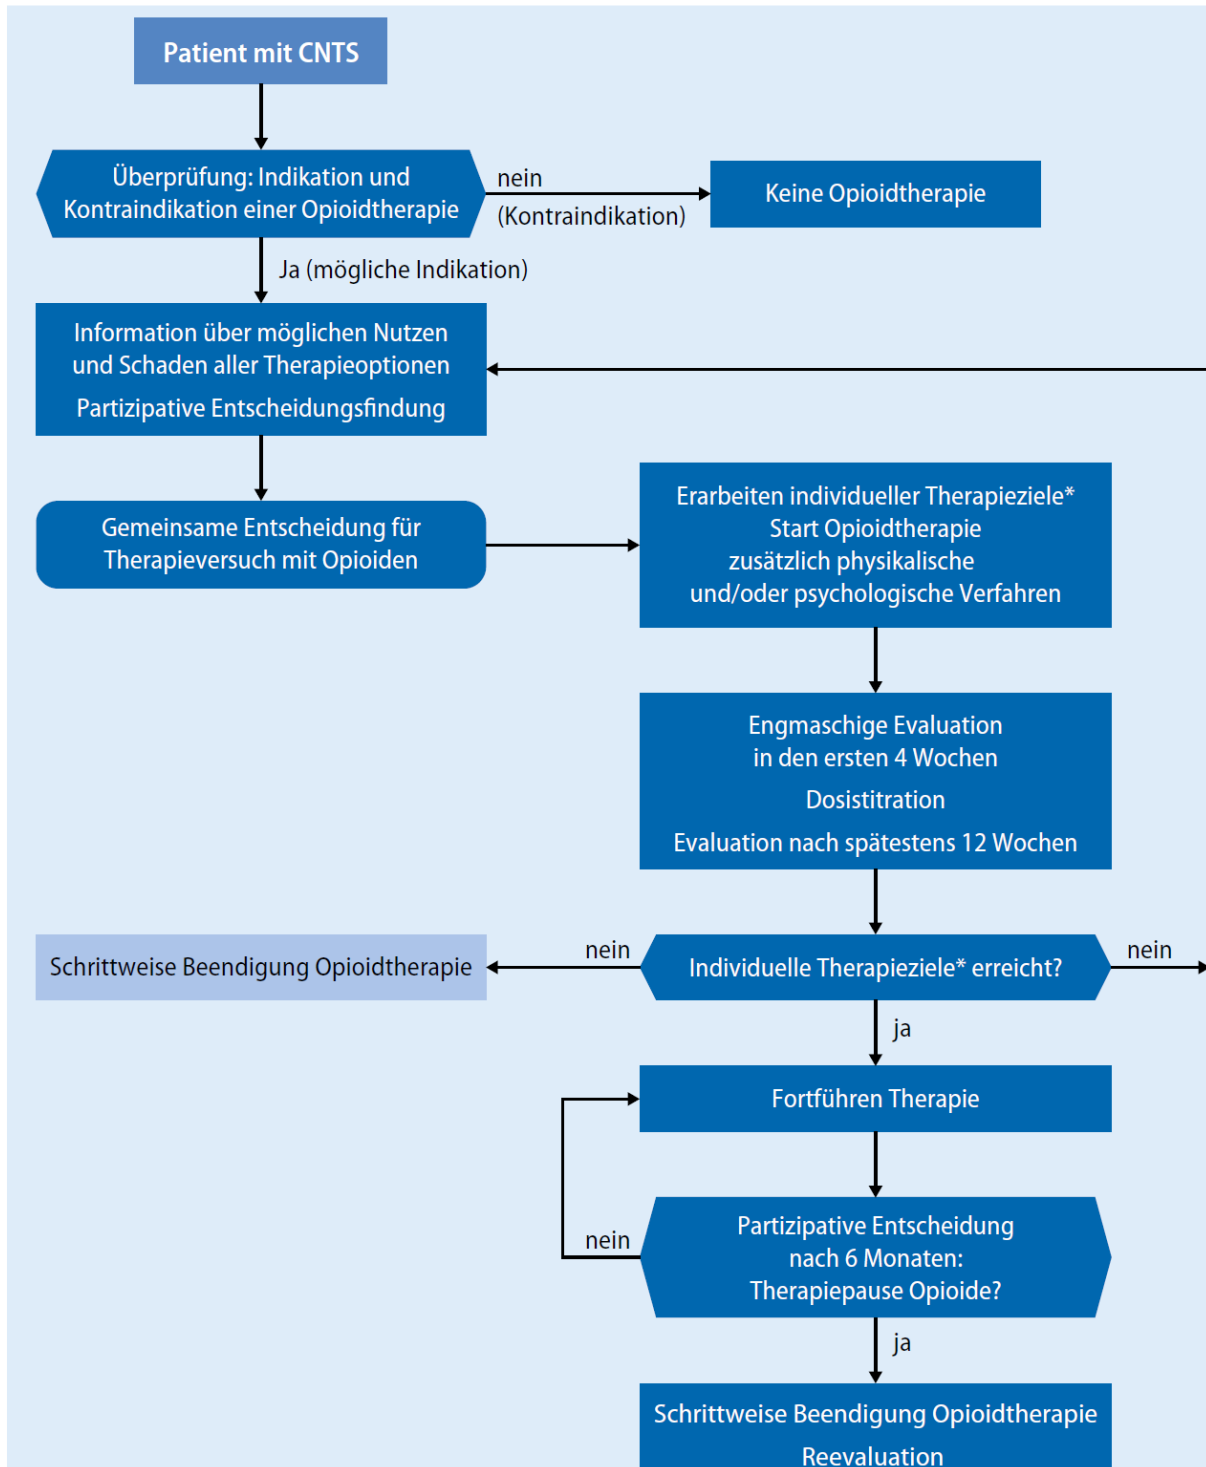 Patient mit CNTS
Überprüfung: Indikation und
Kontraindikation einer Opioidtherapie
nein
(Kontraindikation)
Keine Opioidtherapie
Ja (mögliche Indikation)
Information über möglichen Nutzen
und Schaden aller Therapieoptionen
Partizipative Entscheidungsfindung
Gemeinsame Entscheidung für
Therapieversuch mit Opioiden
Erarbeiten individueller Therapieziele*
Start Opioidtherapie
zusätzlich physikalische
und/oder psychologische Verfahren
Engmaschige Evaluation
in den ersten 4 Wochen
Dosistitration
Evaluation nach spätestens 12 Wochen
Schrittweise Beendigung Opioidtherapie
nein
Individuelle Therapieziele* erreicht?
nein
ja
Fortführen Therapie
nein
Partizipative Entscheidung
nach 6 Monaten:
Therapiepause Opioide?
ja
Schrittweise Beendigung Opioidtherapie
Reevaluation